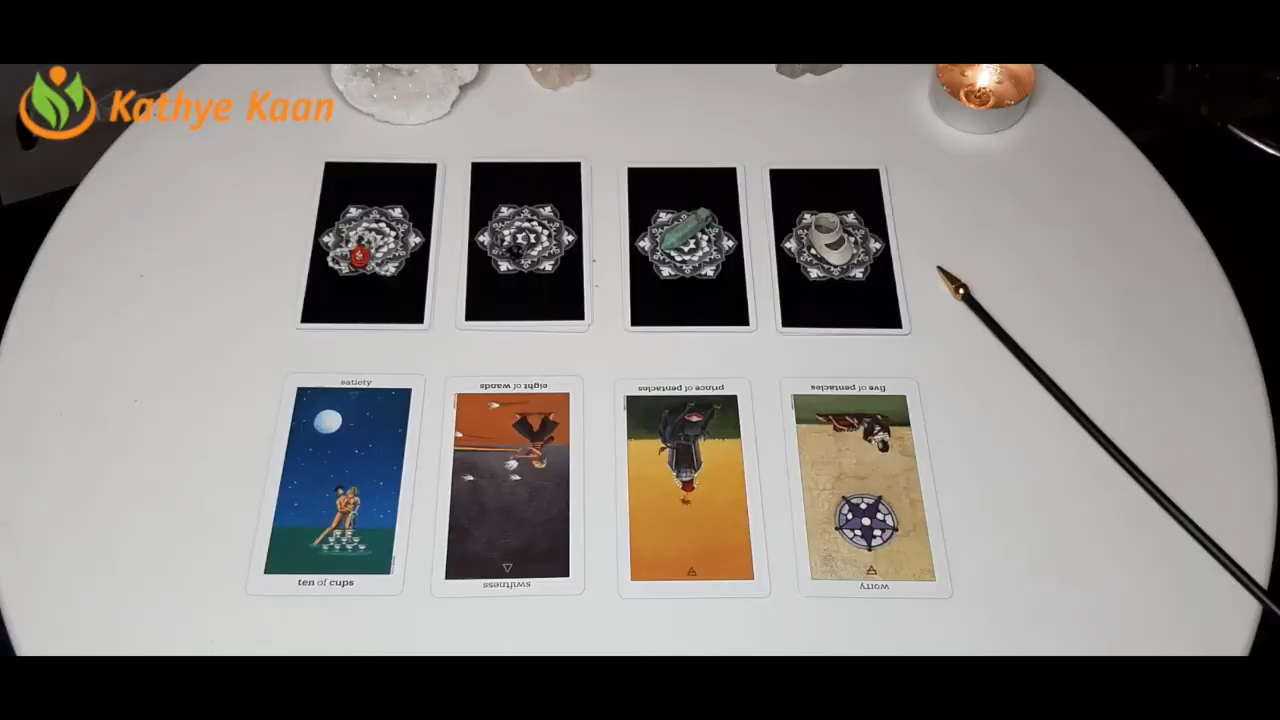 Kathye Kaan
satiety
eight of wands
prince of pentacles
five of pentacles
ten of cups
swiftness
worry